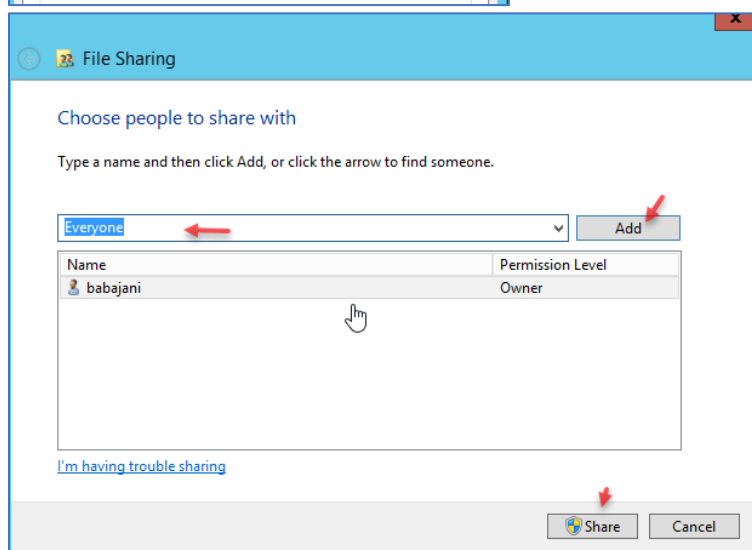 x
File Sharing
Choose people to share with
Type a name and then click Add, or click the arrow to find someone.
Everyone
Add
Name Permission Level
babajani Owner
I'm having trouble sharing
Share Cancel